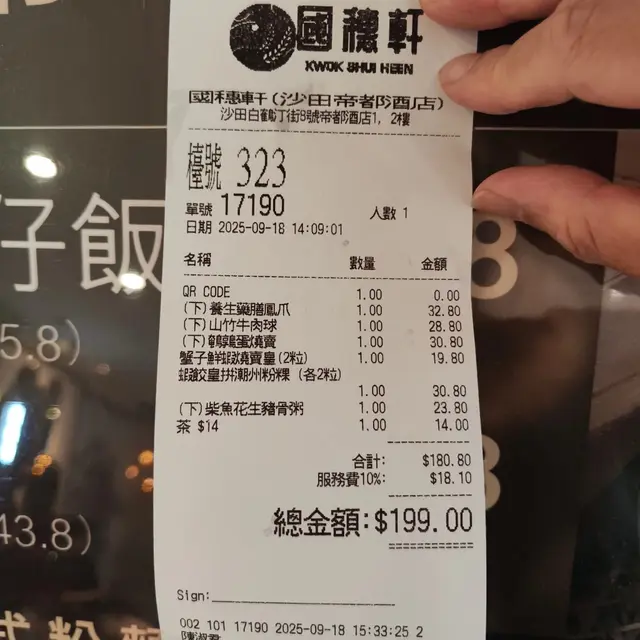 國穗軒
KWOK SHUI HEEN
國穗軒(沙田帝都酒店)
沙田白鶴汀街8號帝都酒店1, 2樓
檯號 323
單號 17190 人數 1
日期 2025-09-18 14:09:01
名稱 數量 金額
QR CODE 1.00 0.00
(下)養生藥膳鳳爪 1.00 32.80
(下)山竹牛肉球 1.00 28.80
(下)鵪鶉蛋燒賣 1.00 30.80
蟹子鮮蝦燒賣皇(2粒) 1.00 19.80
蝦餃皇拼潮州粉粿 (各2粒)
1.00 30.80
(下)柴魚花生豬骨粥 1.00 23.80
茶 $14 1.00 14.00
合計: $180.80
服務費10%: $18.10
總金額:$199.00
Sign:
002 101 17190 2025-09-18 15:33:25 2
陳淑君
仔飯
5.8)
43.8)
8
8